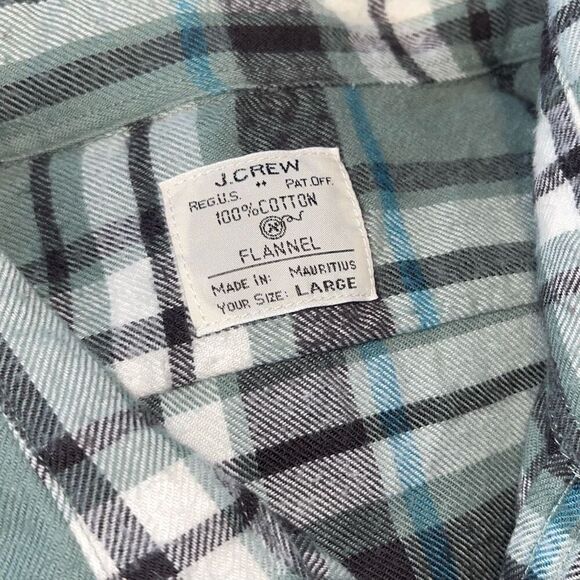 J.CREW
REG.U.S. PAT.OFF.
100% COTTON
FLANNEL
MADE IN: MAURITIUS
YOUR SIZE: LARGE